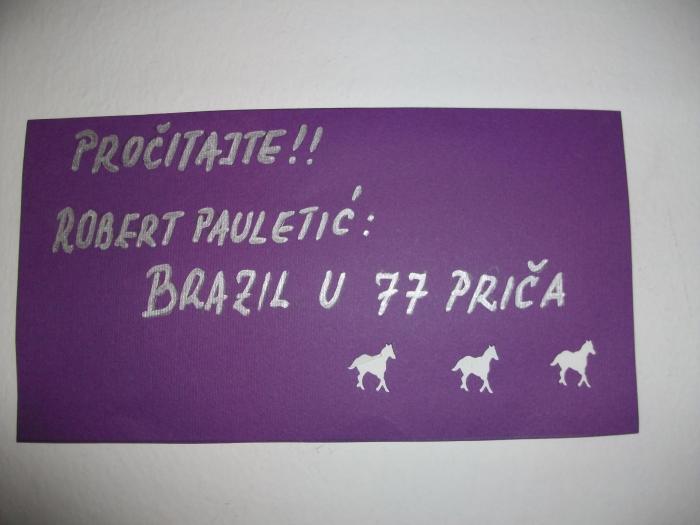 PROČITAJTE!!
ROBERT PAULETIĆ:
BRAZIL U 77 PRIČA